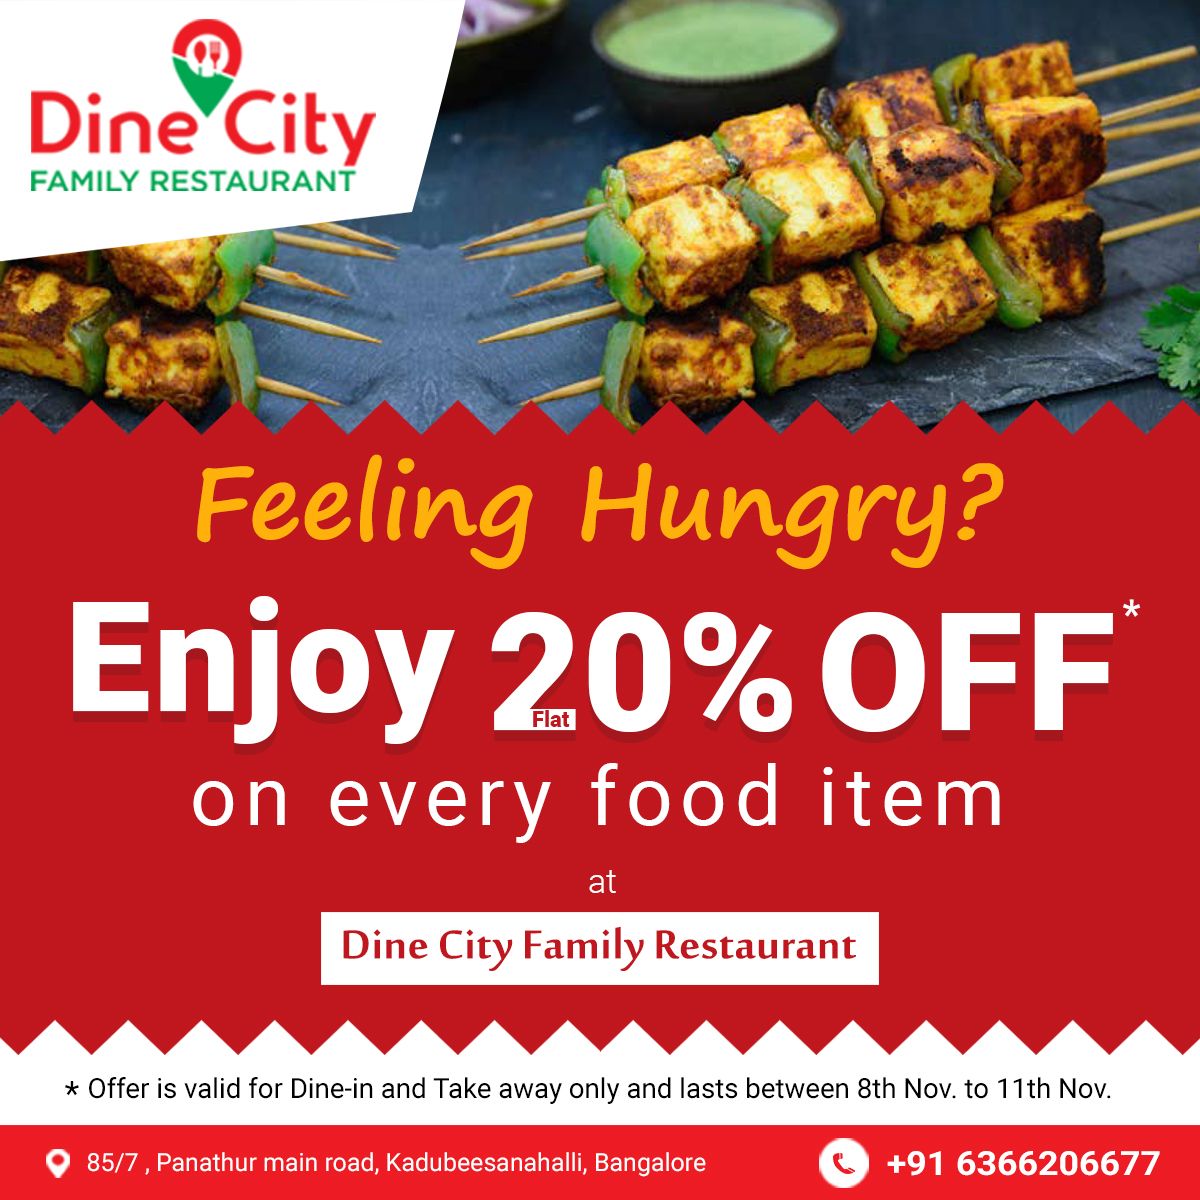 Dine City
FAMILY RESTAURANT
Feeling Hungry?
Enjoy Flat 20% OFF*
on every food item
at
Dine City Family Restaurant
* Offer is valid for Dine-in and Take away only and lasts between 8th Nov. to 11th Nov.
85/7 , Panathur main road, Kadubeesanahalli, Bangalore
+91 6366206677